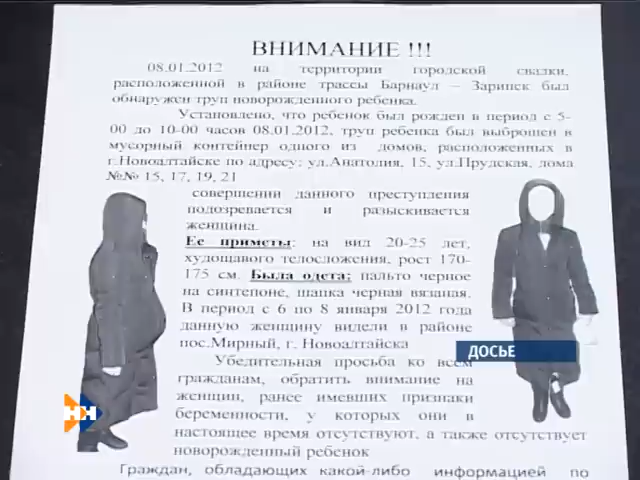 ВНИМАНИЕ !!!
08.01.2012 на территории городской свалки,
расположенной в районе трассы Барнаул – Заринск был
обнаружен труп новорожденного ребенка.
Установлено, что ребенок был рожден в период с 5-
00 до 10-00 часов 08.01.2012, труп ребенка был выброшен в
мусорный контейнер одного из домов, расположенных в
г.Новоалтайске по адресу: ул.Анатолия, 15, ул.Прудская, дома
№№ 15, 17, 19, 21
совершении данного преступления
подозревается и разыскивается
женщина.
Ее приметы: на вид 20-25 лет,
худощавого телосложения, рост 170-
175 см. Была одета: пальто черное
на синтепоне, шапка черная вязаная.
В период с 6 по 8 января 2012 года
данную женщину видели в районе
пос.Мирный, г. Новоалтайска
ДОСЬЕ
Убедительная просьба ко всем
гражданам, обратить внимание на
женщин, ранее имевших признаки
беременности, у которых они в
настоящее время отсутствуют, а также отсутствует
новорожденный ребенок
Граждан, обладающих какой-либо информацией по
НН